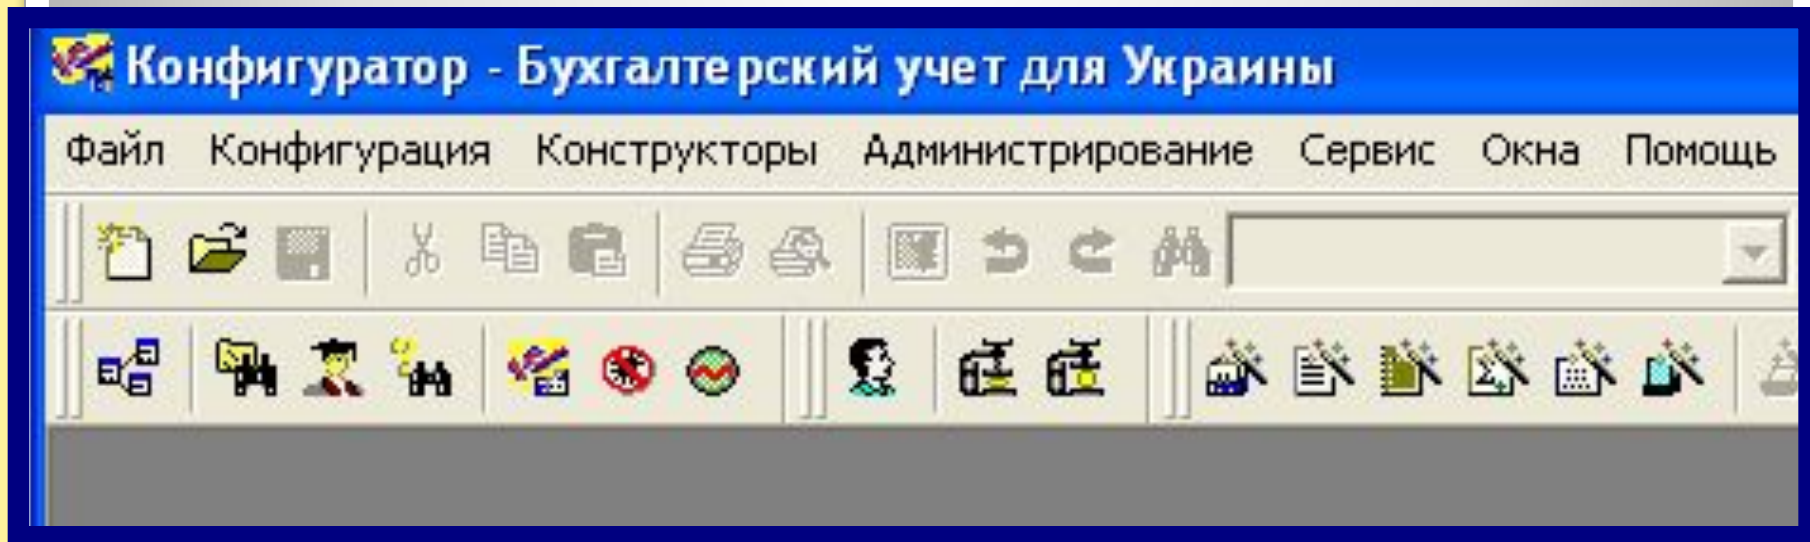 Конфигуратор - Бухгалтерский учет для Украины
Файл Конфигурация Конструкторы Администрирование Сервис Окна Помощь